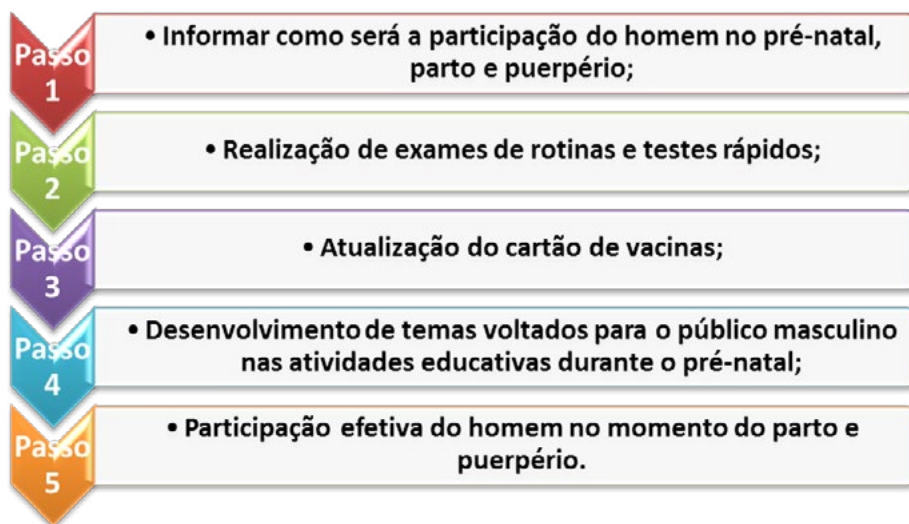 Passo
1
• Informar como será a participação do homem no pré-natal,
parto e puerpério;
Passo
2
• Realização de exames de rotinas e testes rápidos;
Passo
3
• Atualização do cartão de vacinas;
Passo
4
• Desenvolvimento de temas voltados para o público masculino
nas atividades educativas durante o pré-natal;
Passo
5
• Participação efetiva do homem no momento do parto e
puerpério.